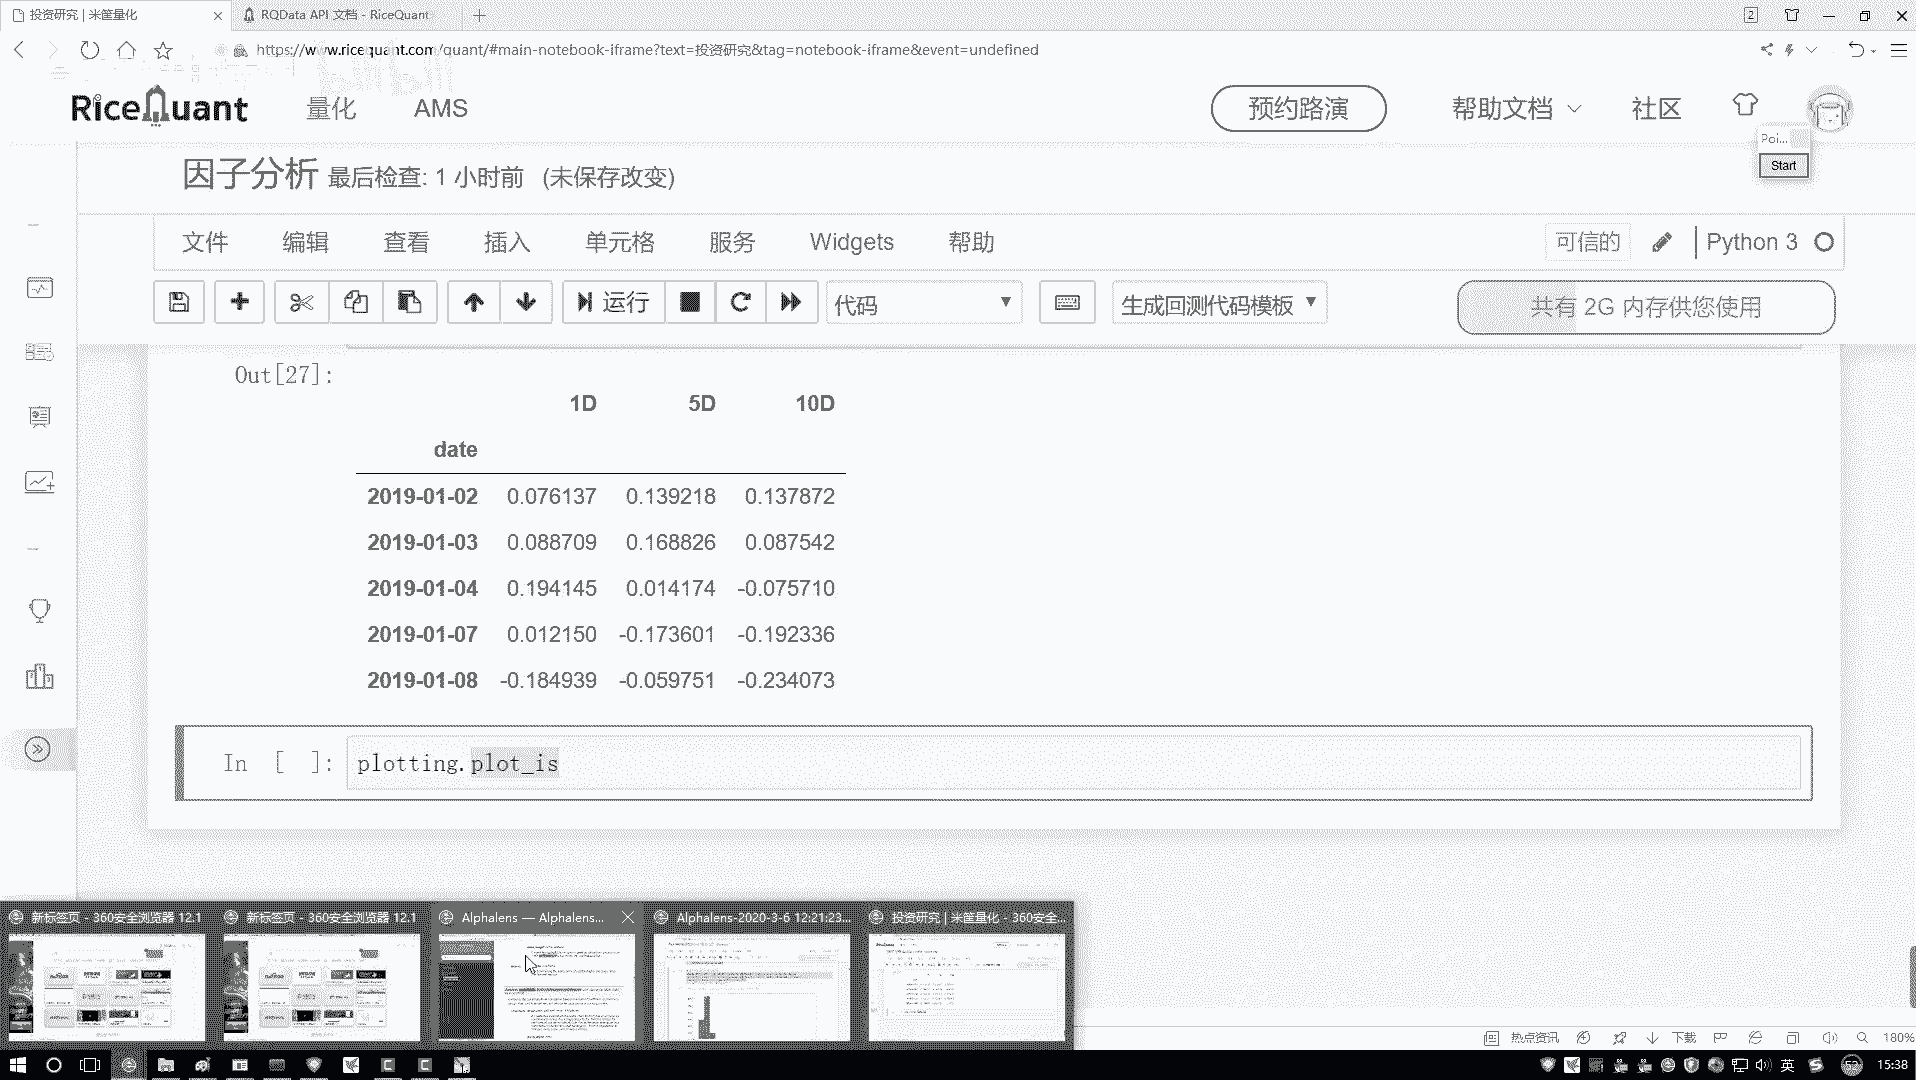 投资研究 | 米筐量化
RQData API 文档 - RiceQuant
2
https://www.ricequant.com/quant/#main-notebook-iframe?text=投资研究&tag=notebook-iframe&event=undefined
RiceQuant
量化
AMS
预约路演
帮助文档
社区
Poi...
Start
因子分析 最后检查: 1 小时前 (未保存改变)
文件 编辑 查看 插入 单元格 服务 Widgets 帮助
可信的
Python 3
运行
代码
生成回测代码模板
共有 2G 内存供您使用
Out[27]:
1D 5D 10D
date
2019-01-02 0.076137 0.139218 0.137872
2019-01-03 0.088709 0.168826 0.087542
2019-01-04 0.194145 0.014174 -0.075710
2019-01-07 0.012150 -0.173601 -0.192336
2019-01-08 -0.184939 -0.059751 -0.234073
In [ ]: plotting.plot_is
新标签页 - 360安全浏览器 12.1
新标签页 - 360安全浏览器 12.1
Alphalens — Alphalens...
Alphalens-2020-3-6 12:21:23...
投资研究 | 米筐量化 - 360安全...
热点资讯
下载
180%
英
52
15:38